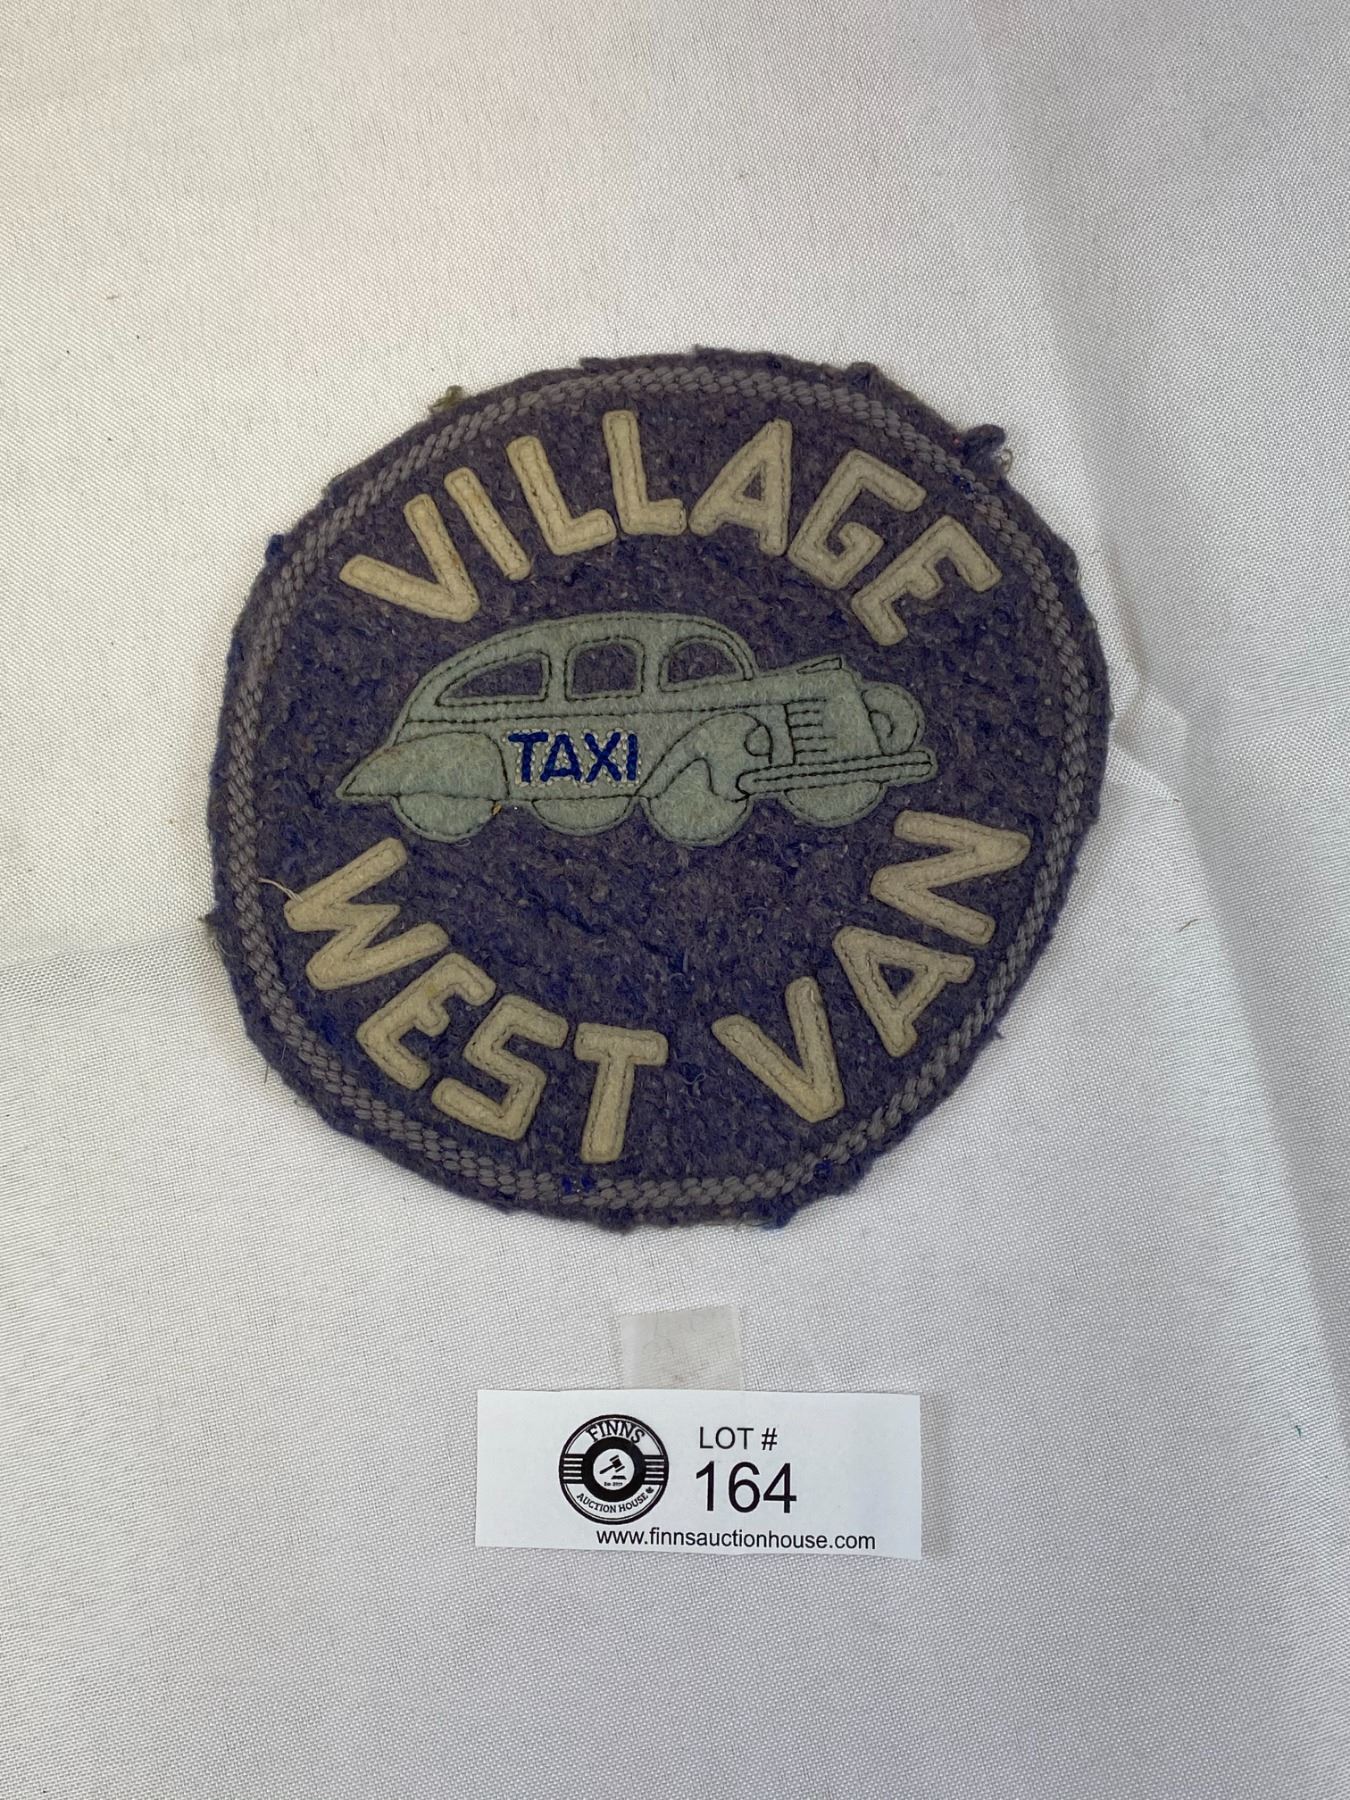 VILLAGE
TAXI
WEST VAN
FINNS
AUCTION HOUSE
LOT #
164
www.finnsauctionhouse.com